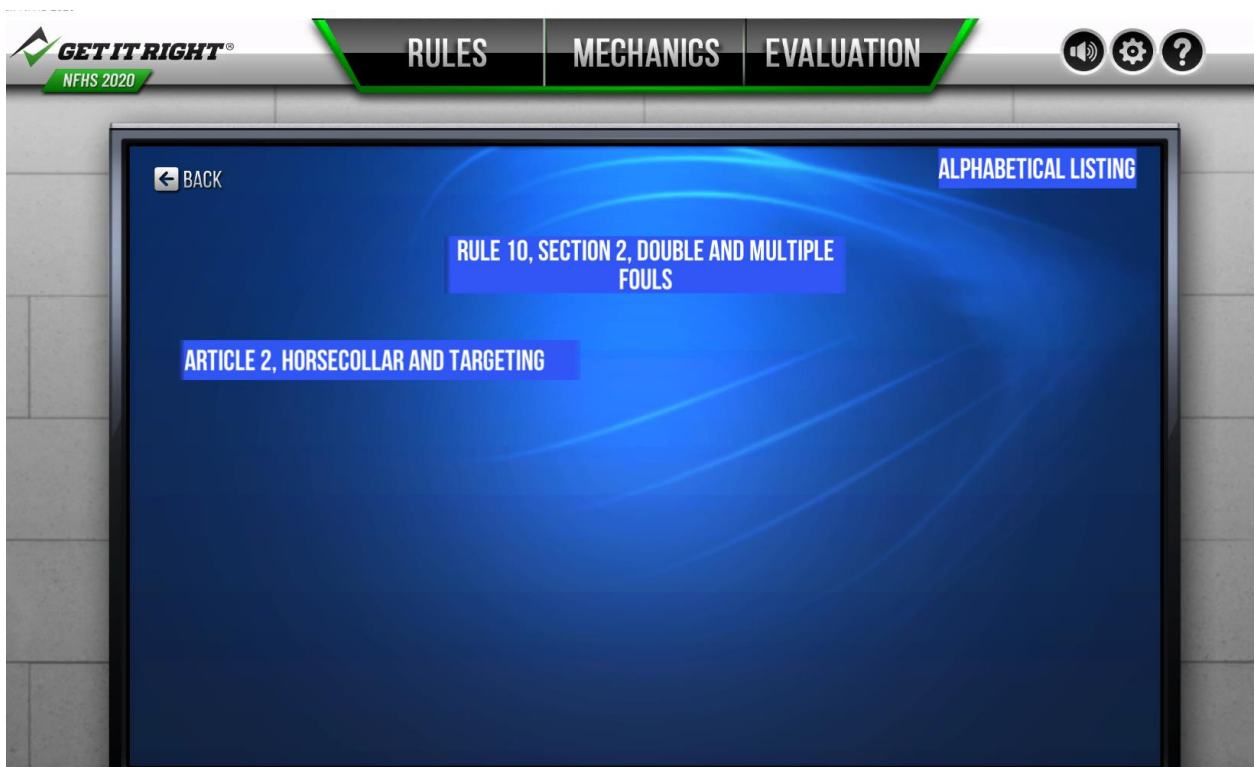 GET IT RIGHT®
NFHS 2020
RULES
MECHANICS
EVALUATION
?
BACK
ALPHABETICAL LISTING
RULE 10, SECTION 2, DOUBLE AND MULTIPLE
FOULS
ARTICLE 2, HORSECOLLAR AND TARGETING